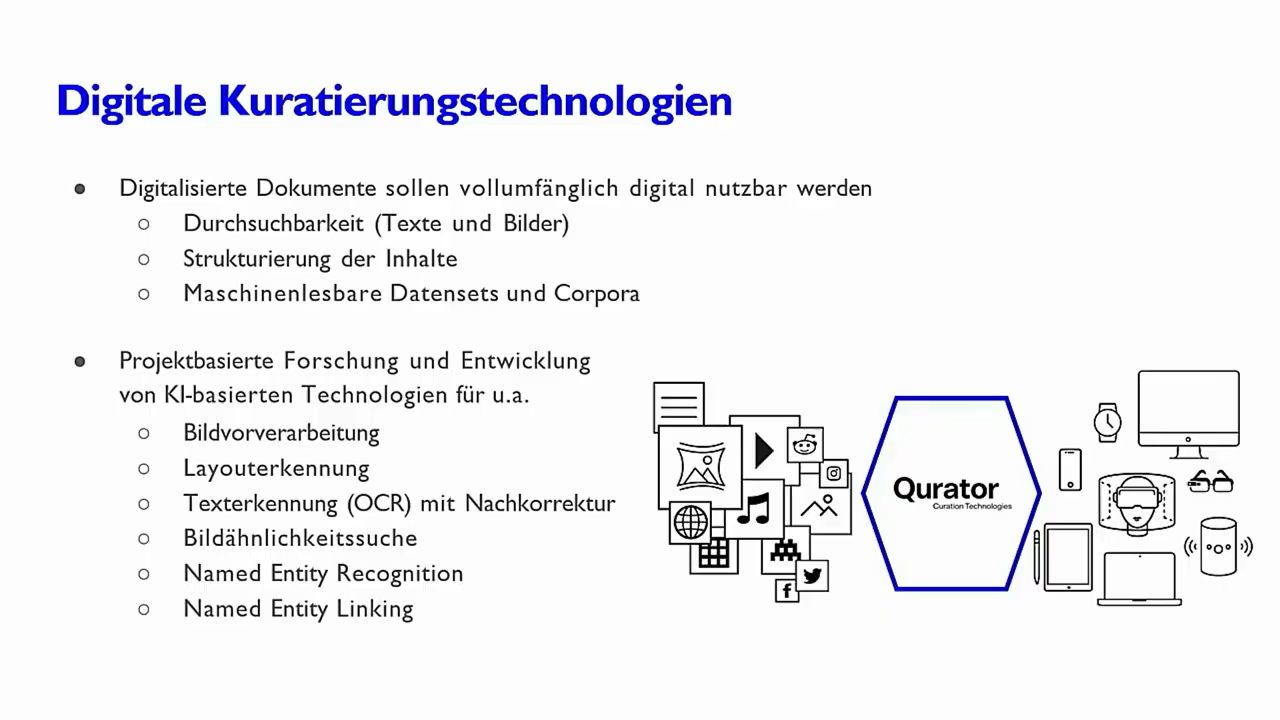 Digitale Kuratierungstechnologien
● Digitalisierte Dokumente sollen vollumfänglich digital nutzbar werden
○ Durchsuchbarkeit (Texte und Bilder)
○ Strukturierung der Inhalte
○ Maschinenlesbare Datensets und Corpora
● Projektbasierte Forschung und Entwicklung
von KI-basierten Technologien für u.a.
○ Bildvorverarbeitung
○ Layouterkennung
○ Texterkennung (OCR) mit Nachkorrektur
○ Bildähnlichkeitssuche
○ Named Entity Recognition
○ Named Entity Linking
Qurator
Curation Technologies